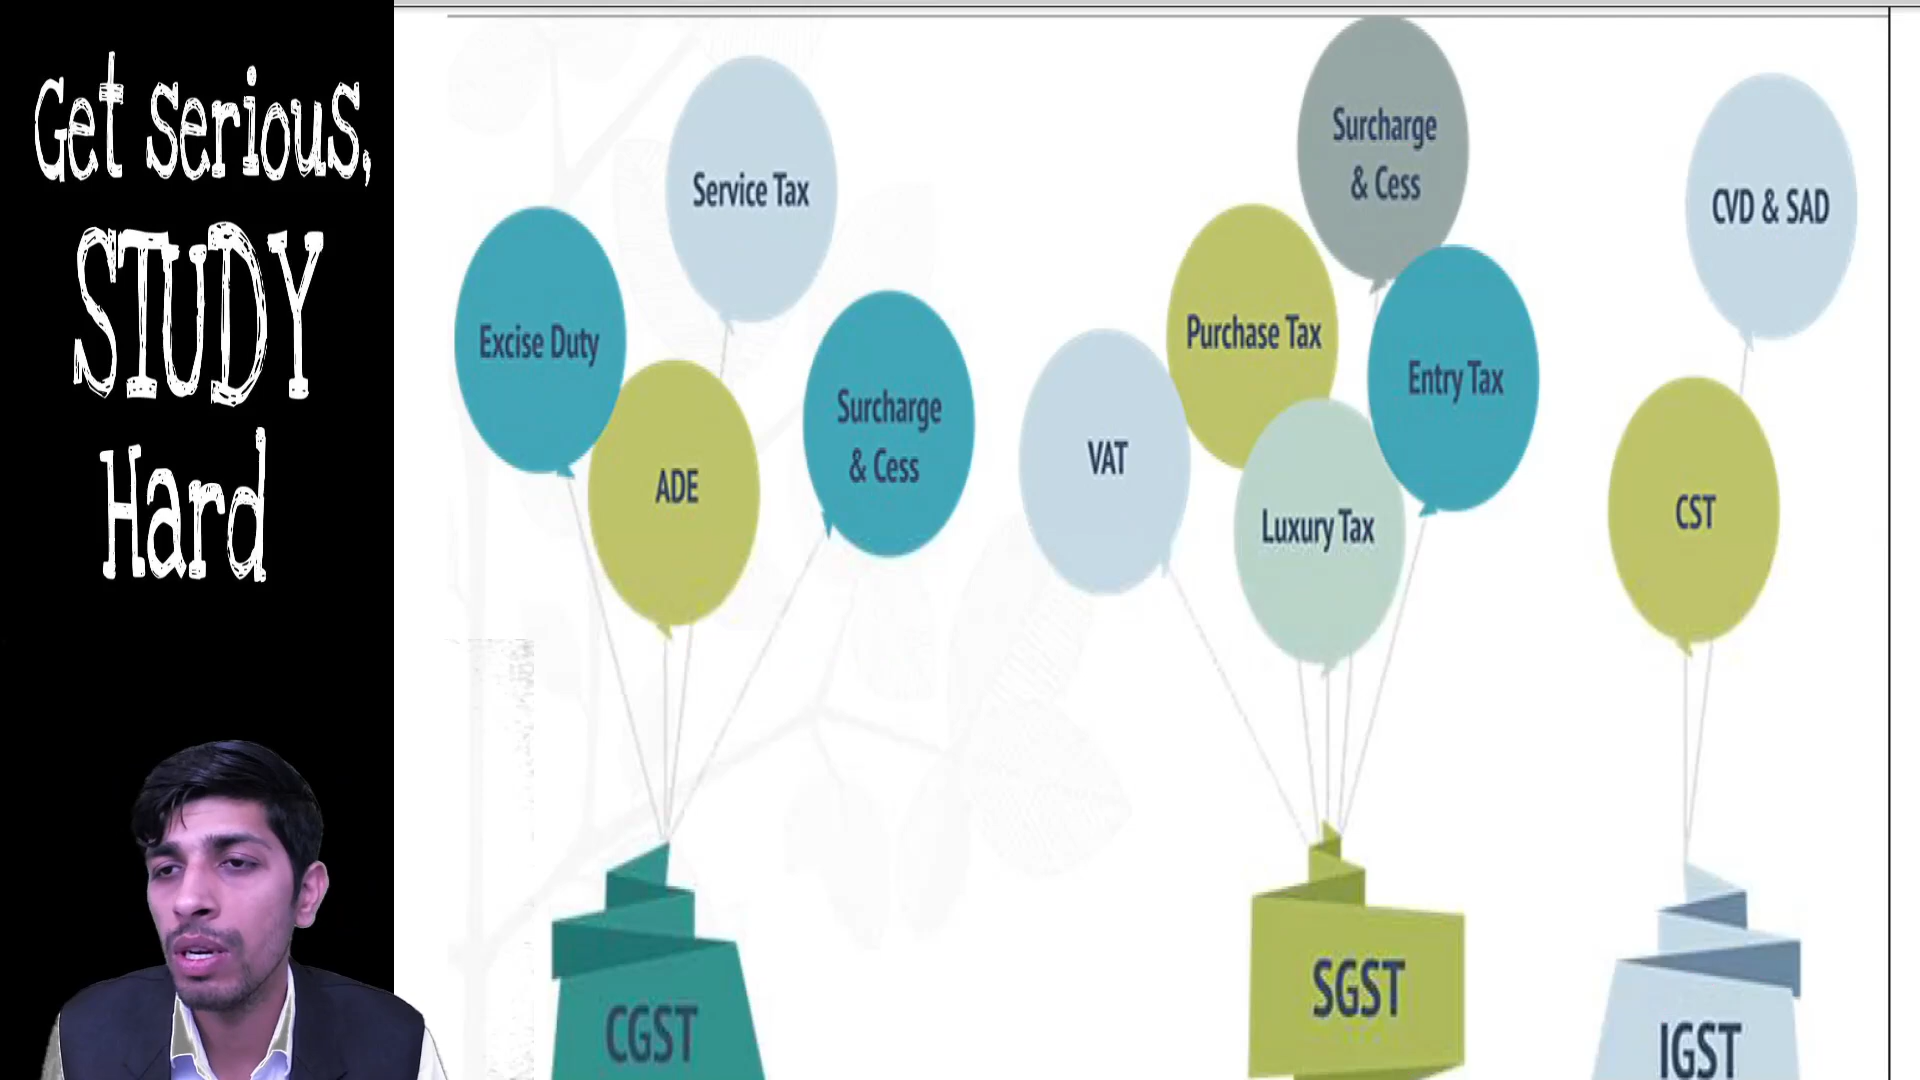 Get serious,
STUDY
Hard
Service Tax
Excise Duty
ADE
Surcharge
& Cess
CGST
Surcharge
& Cess
Purchase Tax
Entry Tax
VAT
Luxury Tax
SGST
CVD & SAD
CST
IGST